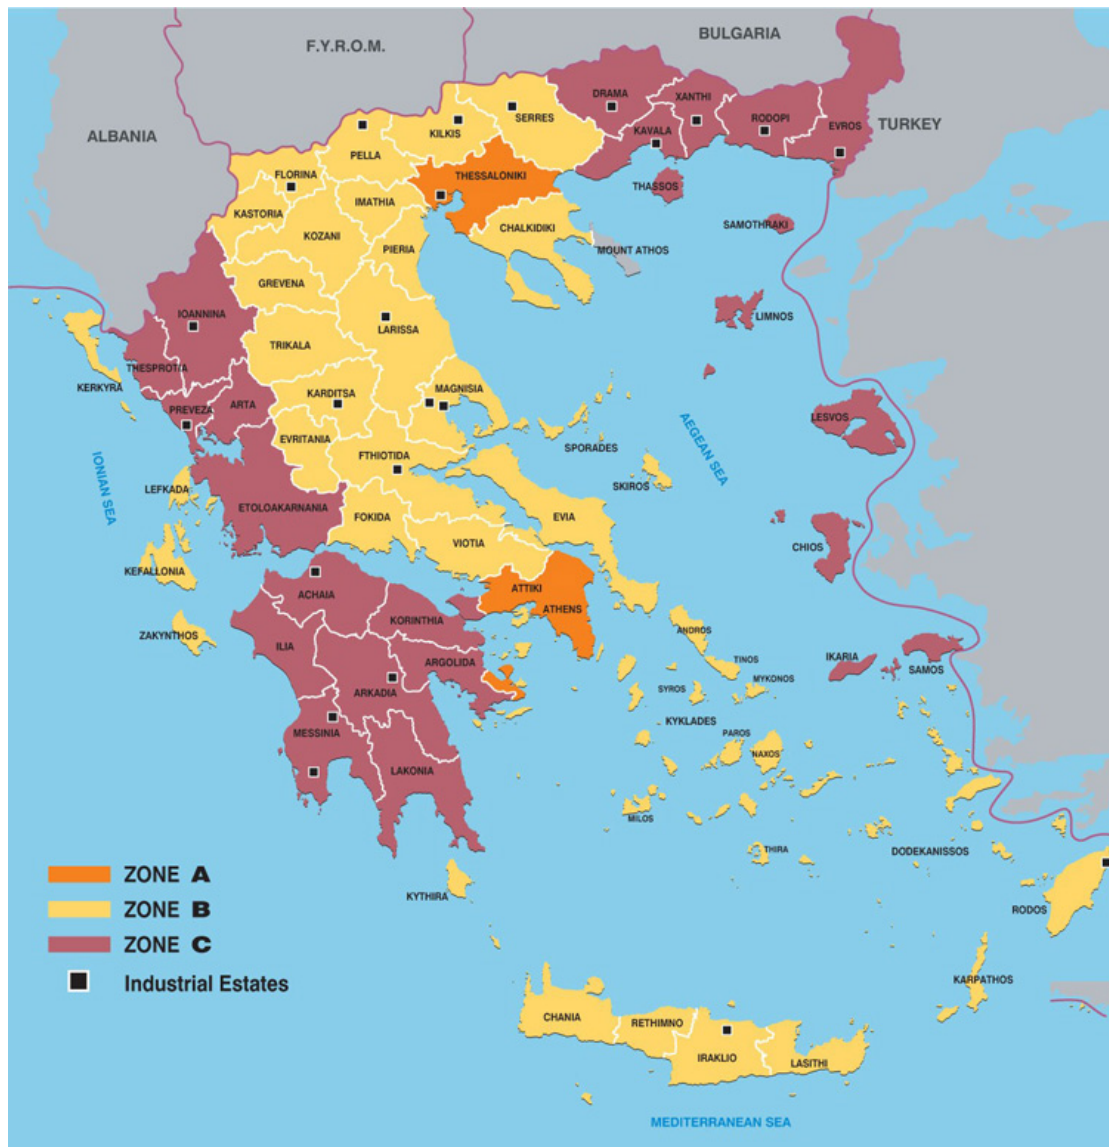 F.Y.R.O.M.
BULGARIA
ALBANIA
TURKEY
DRAMA
XANTHI
SERRES
KILKIS
KAVALA
RODOPI
EVROS
PELLA
FLORINA
THESSALONIKI
THASSOS
IMATHIA
KASTORIA
KOZANI
CHALKIDIKI
SAMOTHRAKI
PIERIA
MOUNT ATHOS
GREVENA
IOANNINA
LARISSA
LIMNOS
TRIKALA
THESPROTIA
KERKYRA
KARDITSA
MAGNISIA
PREVEZA
ARTA
LESVOS
EVRITANIA
AEGEAN SEA
SPORADES
FTHIOTIDA
IONIAN SEA
SKIROS
LEFKADA
ETOLOAKARNANIA
FOKIDA
EVIA
VIOTIA
CHIOS
KEFALLONIA
ATTIKI
ACHAIA
ATHENS
KORINTHIA
ZAKYNTHOS
ANDROS
ILIA
IKARIA
ARGOLIDA
TINOS
SAMOS
MYKONOS
SYROS
ARKADIA
KYKLADES
PAROS
MESSINIA
NAXOS
LAKONIA
MILOS
THIRA
DODEKANISSOS
ZONE A
KYTHIRA
ZONE B
RODOS
ZONE C
Industrial Estates
KARPATHOS
CHANIA
RETHIMNO
IRAKLIO
LASITHI
MEDITERRANEAN SEA